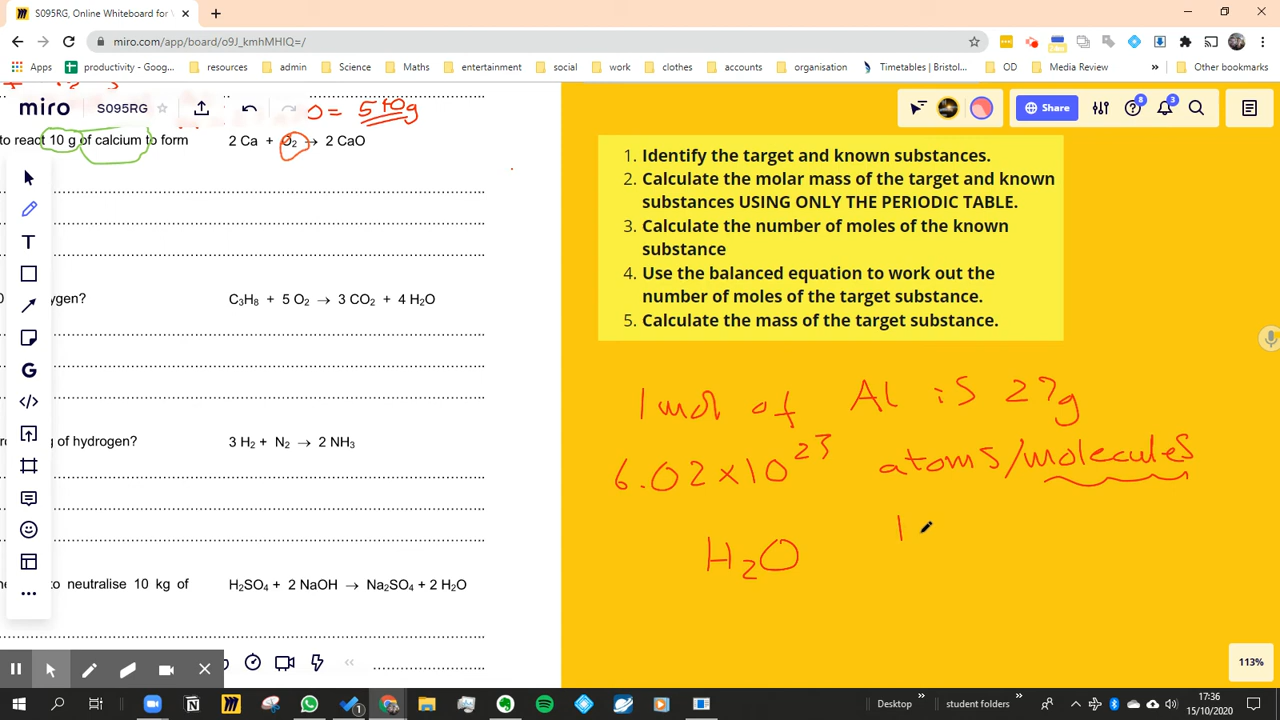 S095RG, Online Whiteboard for V
miro.com/app/board/o9J_kmhMHIQ=/
Apps productivity - Goog... resources admin Science Maths entertainment social work clothes accounts organisation Timetables | Bristol... OD Media Review Other bookmarks
miro S095RG
O = 540g
Share 8 3
to react 10 g of calcium to form 2 Ca + O₂ → 2 CaO
1. Identify the target and known substances.
2. Calculate the molar mass of the target and known
substances USING ONLY THE PERIODIC TABLE.
3. Calculate the number of moles of the known
substance
4. Use the balanced equation to work out the
number of moles of the target substance.
5. Calculate the mass of the target substance.
ygen? C₃H₈ + 5 O₂ → 3 CO₂ + 4 H₂O
g of hydrogen? 3 H₂ + N₂ → 2 NH₃
to neutralise 10 kg of H₂SO₄ + 2 NaOH → Na₂SO₄ + 2 H₂O
1 mol of Al is 27g
6.02×10²³ atoms/molecules
H₂O 1
113%
Desktop student folders 17:36
15/10/2020